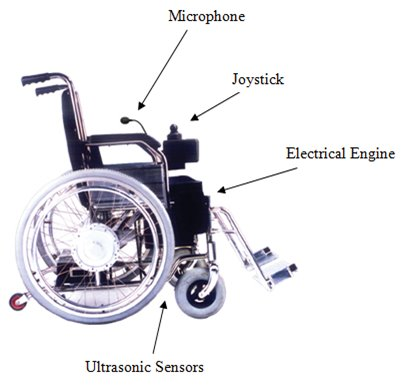 Microphone
Joystick
Electrical Engine
Ultrasonic Sensors